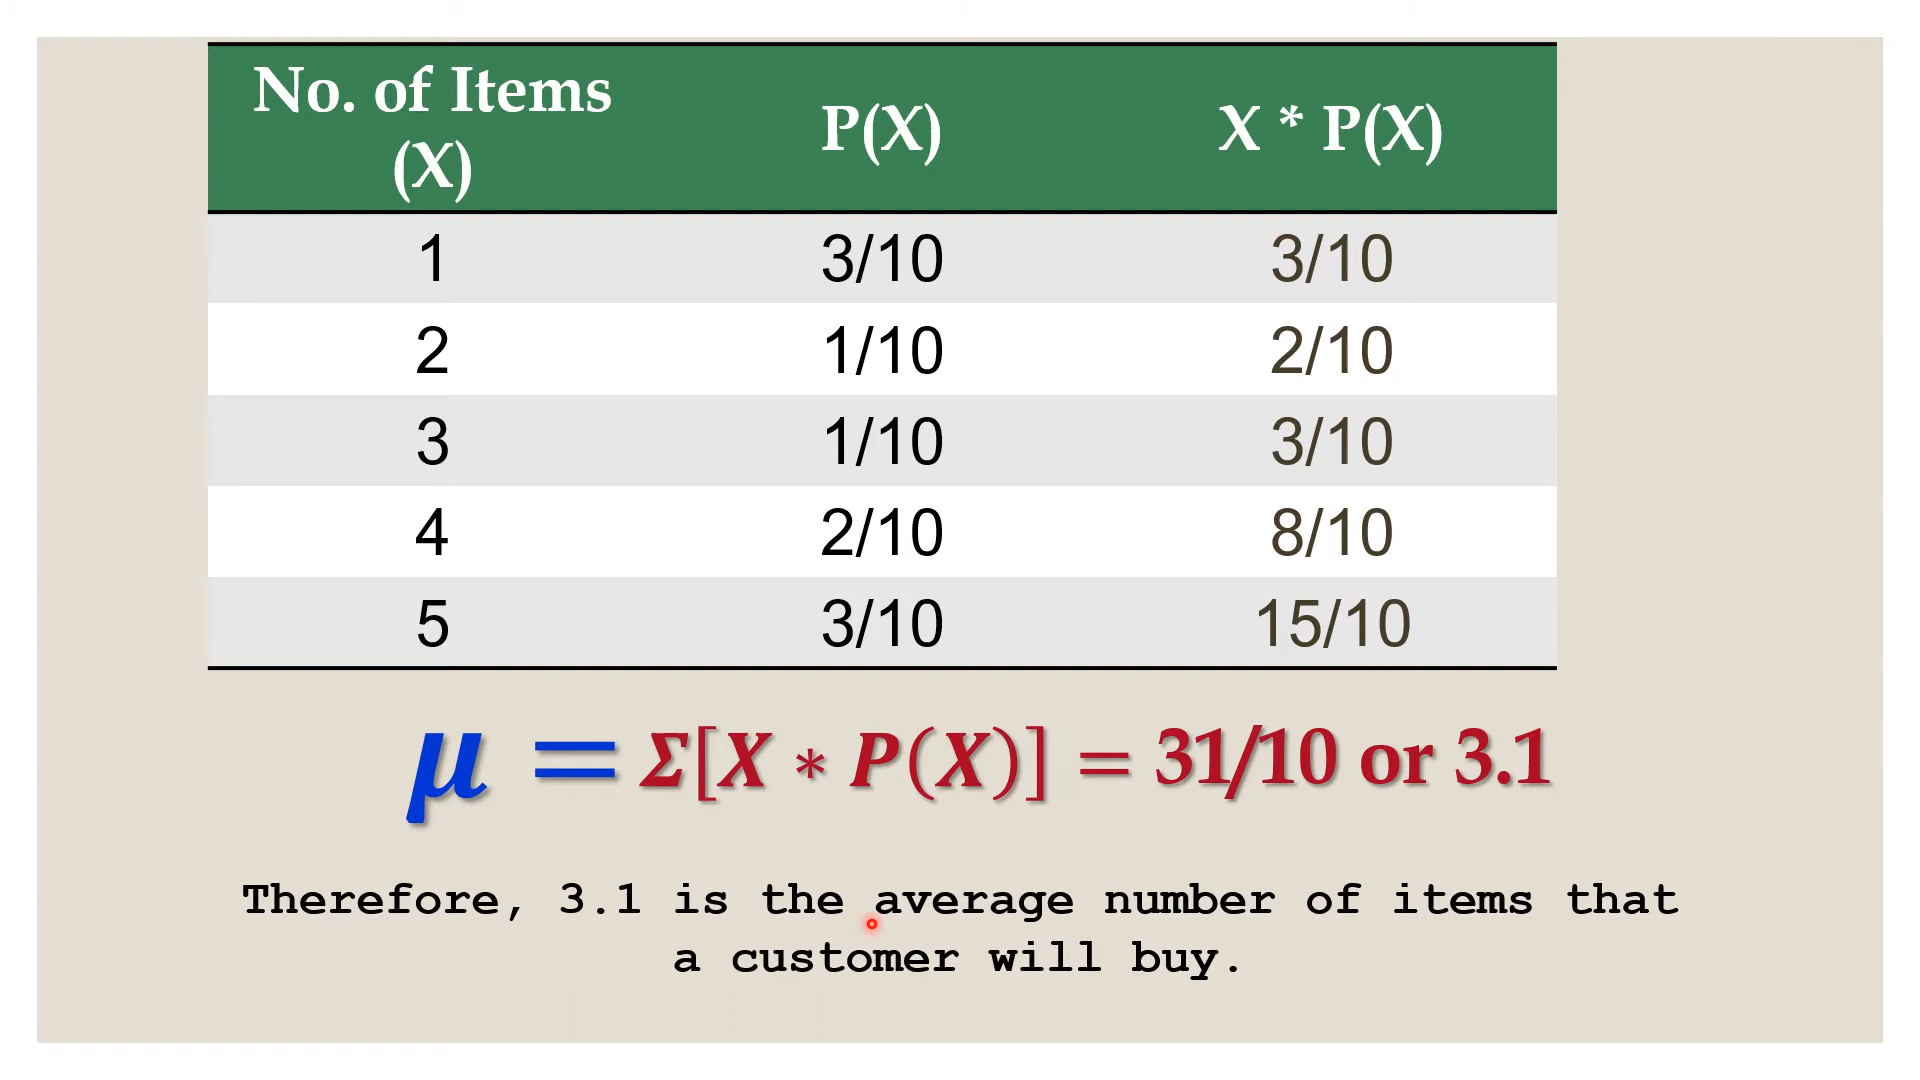 No. of Items (X) P(X) X * P(X)
1 3/10 3/10
2 1/10 2/10
3 1/10 3/10
4 2/10 8/10
5 3/10 15/10
μ = Σ[X * P(X)] = 31/10 or 3.1
Therefore, 3.1 is the average number of items that
a customer will buy.